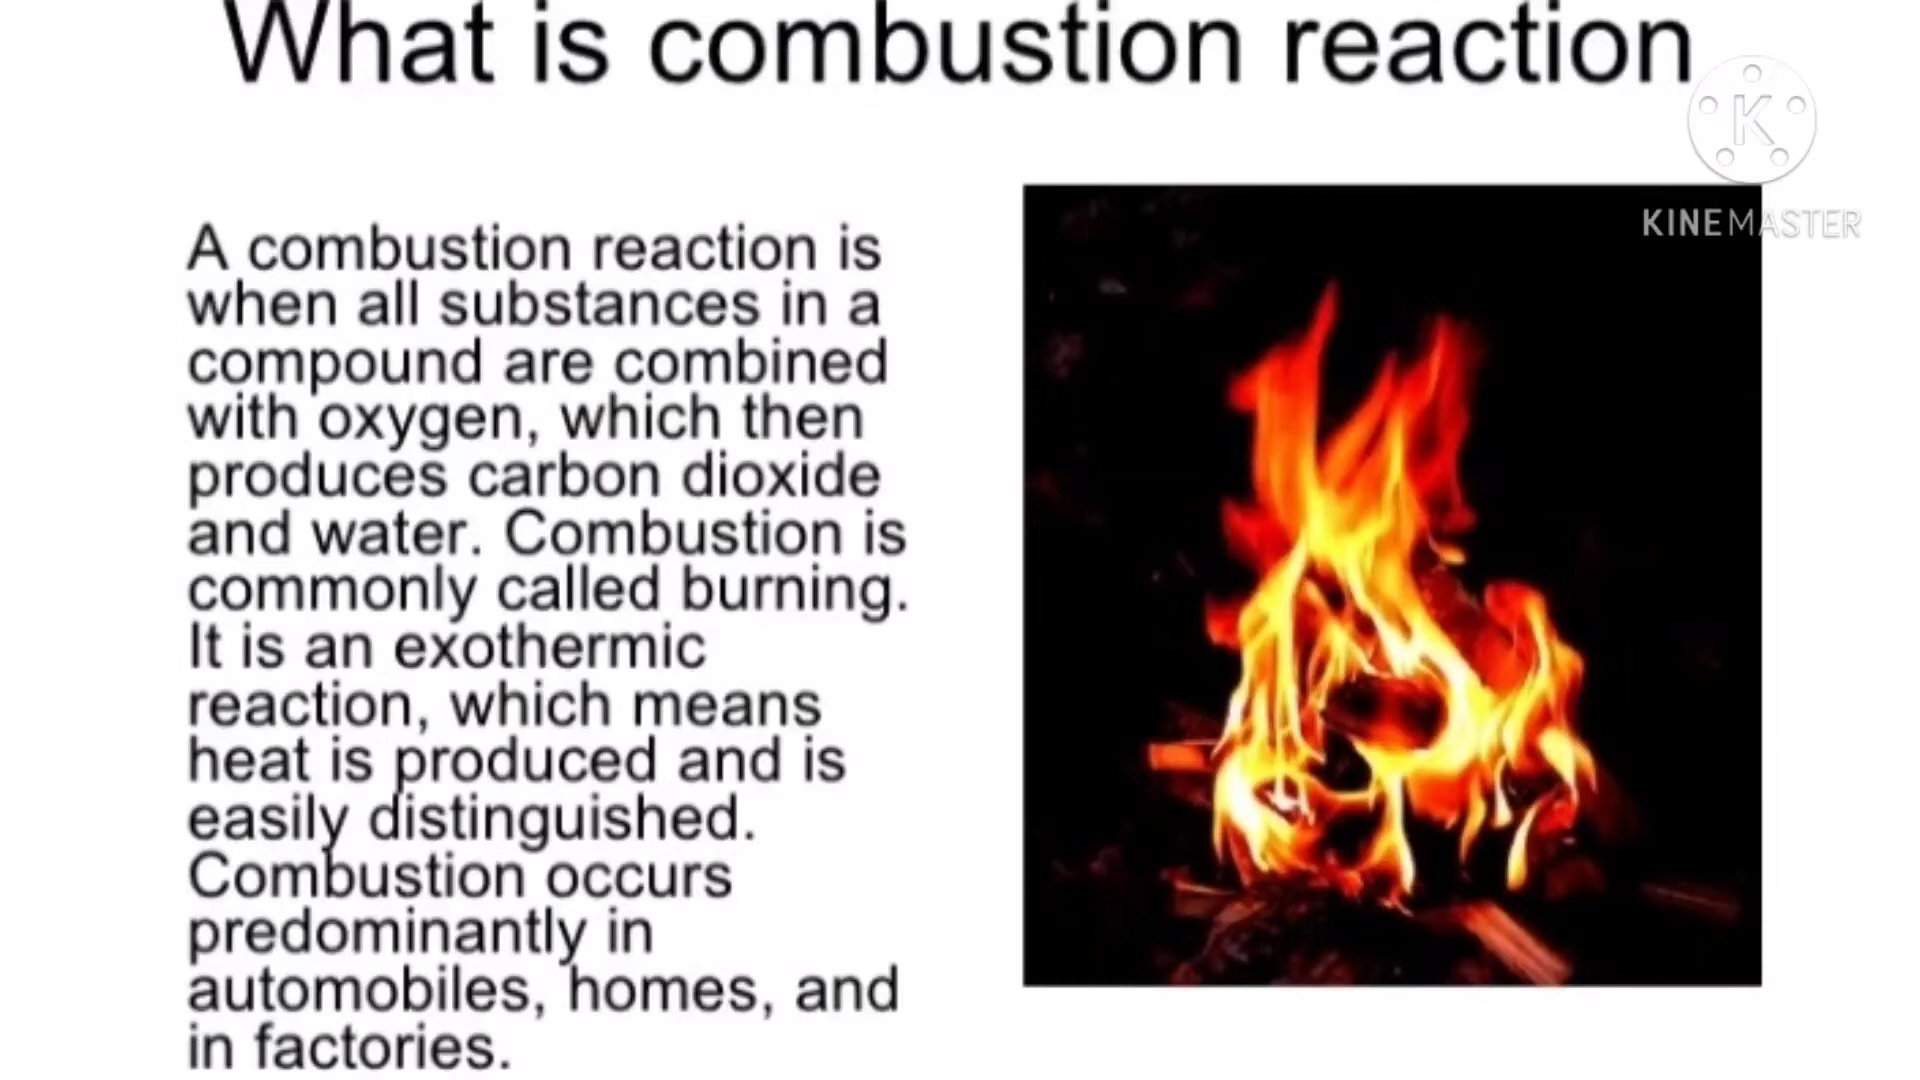 What is combustion reaction
K
KINEMASTER
A combustion reaction is
when all substances in a
compound are combined
with oxygen, which then
produces carbon dioxide
and water. Combustion is
commonly called burning.
It is an exothermic
reaction, which means
heat is produced and is
easily distinguished.
Combustion occurs
predominantly in
automobiles, homes, and
in factories.